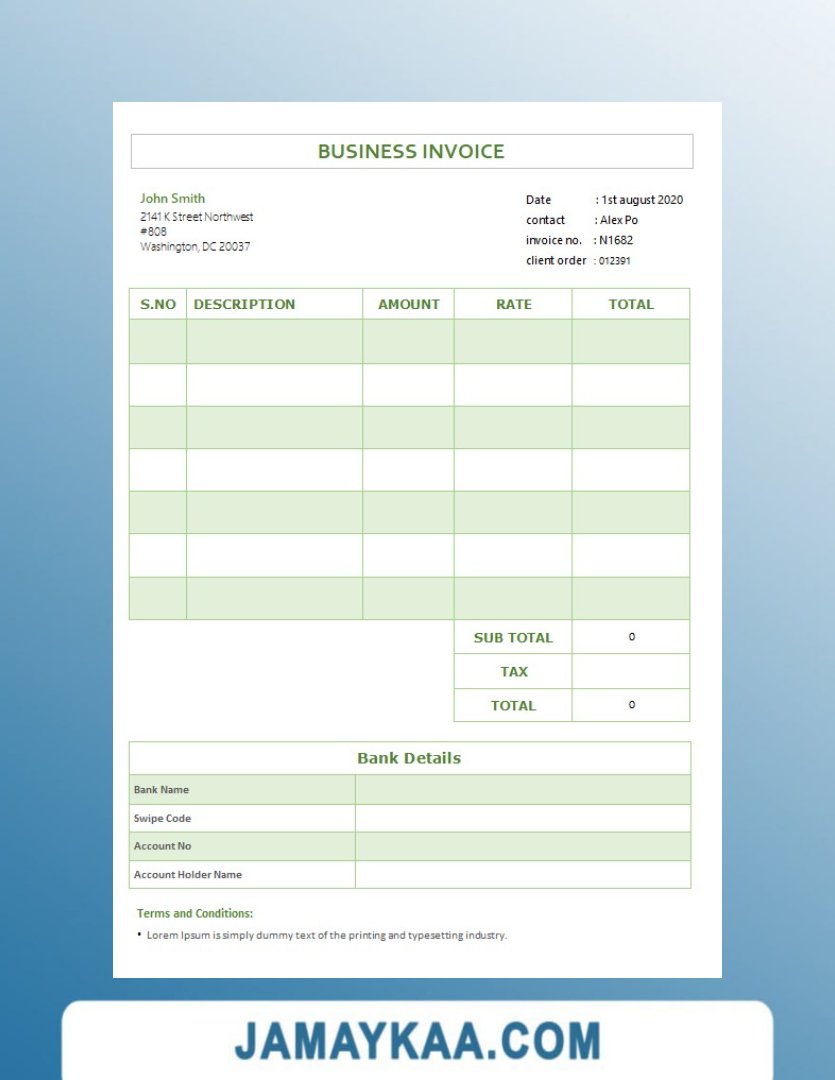 BUSINESS INVOICE
John Smith
2141 K Street Northwest
#808
Washington, DC 20037
Date : 1st august 2020
contact : Alex Po
invoice no. : N1682
client order : 012391
S.NO DESCRIPTION AMOUNT RATE TOTAL
SUB TOTAL 0
TAX
TOTAL 0
Bank Details
Bank Name
Swipe Code
Account No
Account Holder Name
Terms and Conditions:
• Lorem Ipsum is simply dummy text of the printing and typesetting industry.
JAMAYKAA.COM